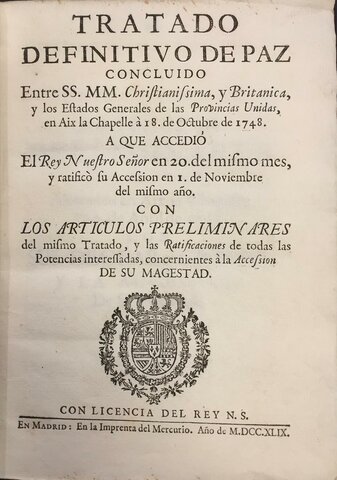 TRATADO
DEFINITIVO DE PAZ
CONCLUIDO
Entre SS. MM. Christianissima, y Britanica,
y los Estados Generales de las Provincias Unidas,
en Aix la Chapelle à 18. de Octubre de 1748.
A QUE ACCEDIÓ
El Rey Nuestro Señor en 20. del mismo mes,
y ratificò su Accession en 1. de Noviembre
del mismo año.
CON
LOS ARTICULOS PRELIMINARES
del mismo Tratado, y las Ratificaciones de todas las
Potencias interessadas, concernientes à la Accession
DE SU MAGESTAD.
CON LICENCIA DEL REY N. S.
EN MADRID: En la Imprenta del Mercurio. Año de M.DCC.XLIX.